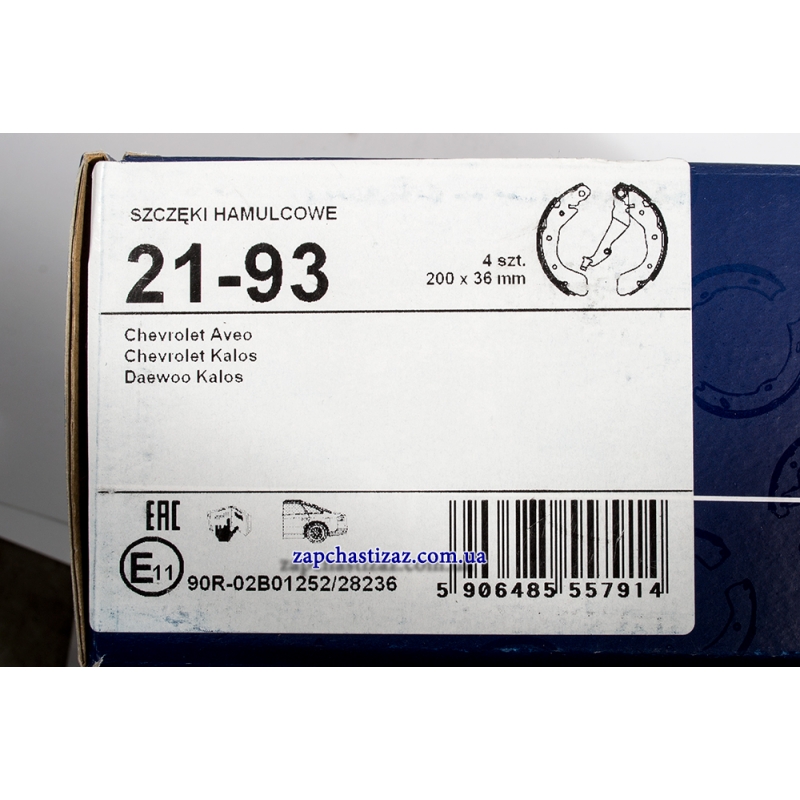 SZCZĘKI HAMULCOWE
21-93
4 szt.
200 x 36 mm
Chevrolet Aveo
Chevrolet Kalos
Daewoo Kalos
EAC
zapchastizaz.com.ua
E11
90R-02B01252/28236
5 906485 557914